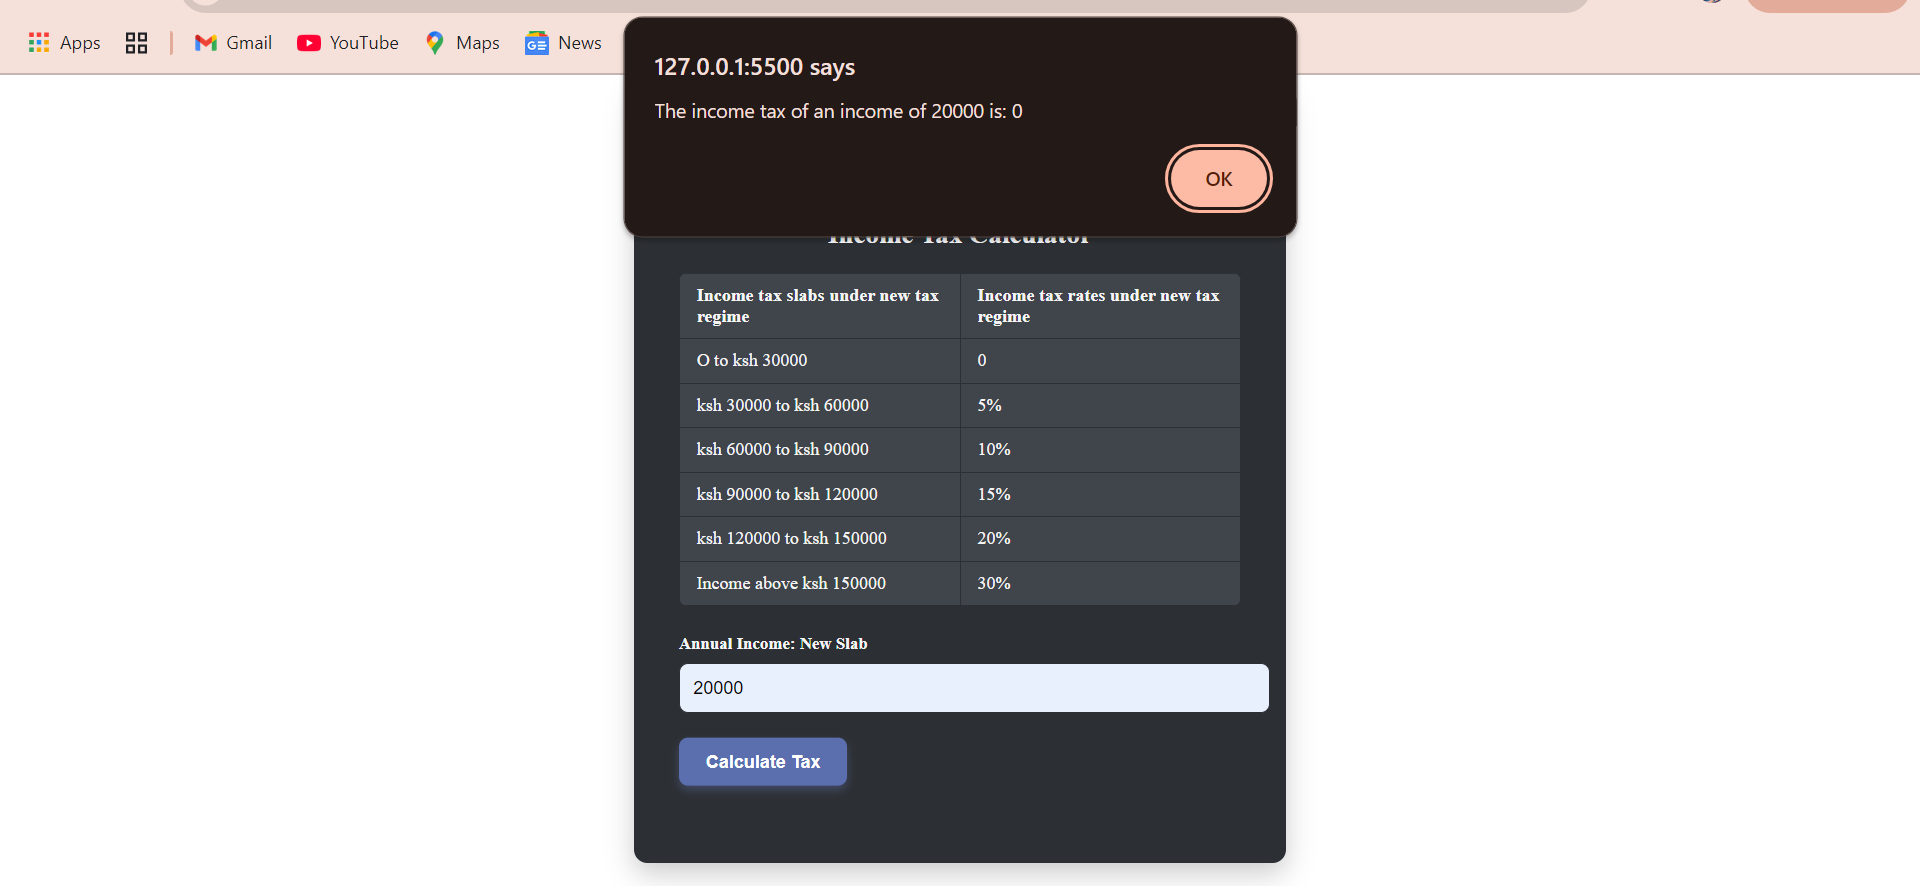 Apps
Gmail
YouTube
Maps
News
127.0.0.1:5500 says
The income tax of an income of 20000 is: 0
OK
Income Tax Calculator
Income tax slabs under new tax regime
Income tax rates under new tax regime
O to ksh 30000
0
ksh 30000 to ksh 60000
5%
ksh 60000 to ksh 90000
10%
ksh 90000 to ksh 120000
15%
ksh 120000 to ksh 150000
20%
Income above ksh 150000
30%
Annual Income: New Slab
20000
Calculate Tax